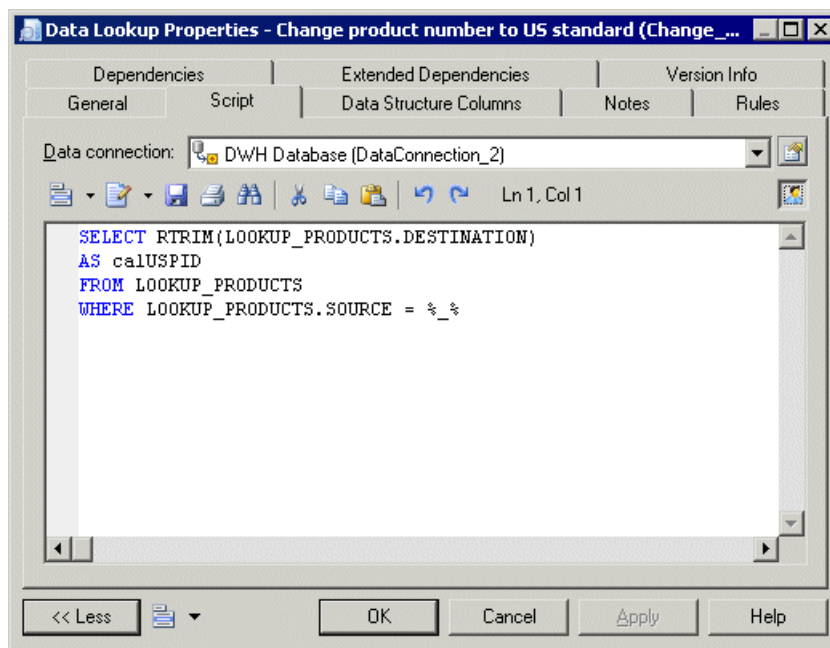 Data Lookup Properties - Change product number to US standard (Change_...
Dependencies Extended Dependencies Version Info
General Script Data Structure Columns Notes Rules
Data connection: DWH Database (DataConnection_2)
Ln 1, Col 1
SELECT RTRIM(LOOKUP_PRODUCTS.DESTINATION)
AS calUSPID
FROM LOOKUP_PRODUCTS
WHERE LOOKUP_PRODUCTS.SOURCE = %_%
<< Less OK Cancel Apply Help